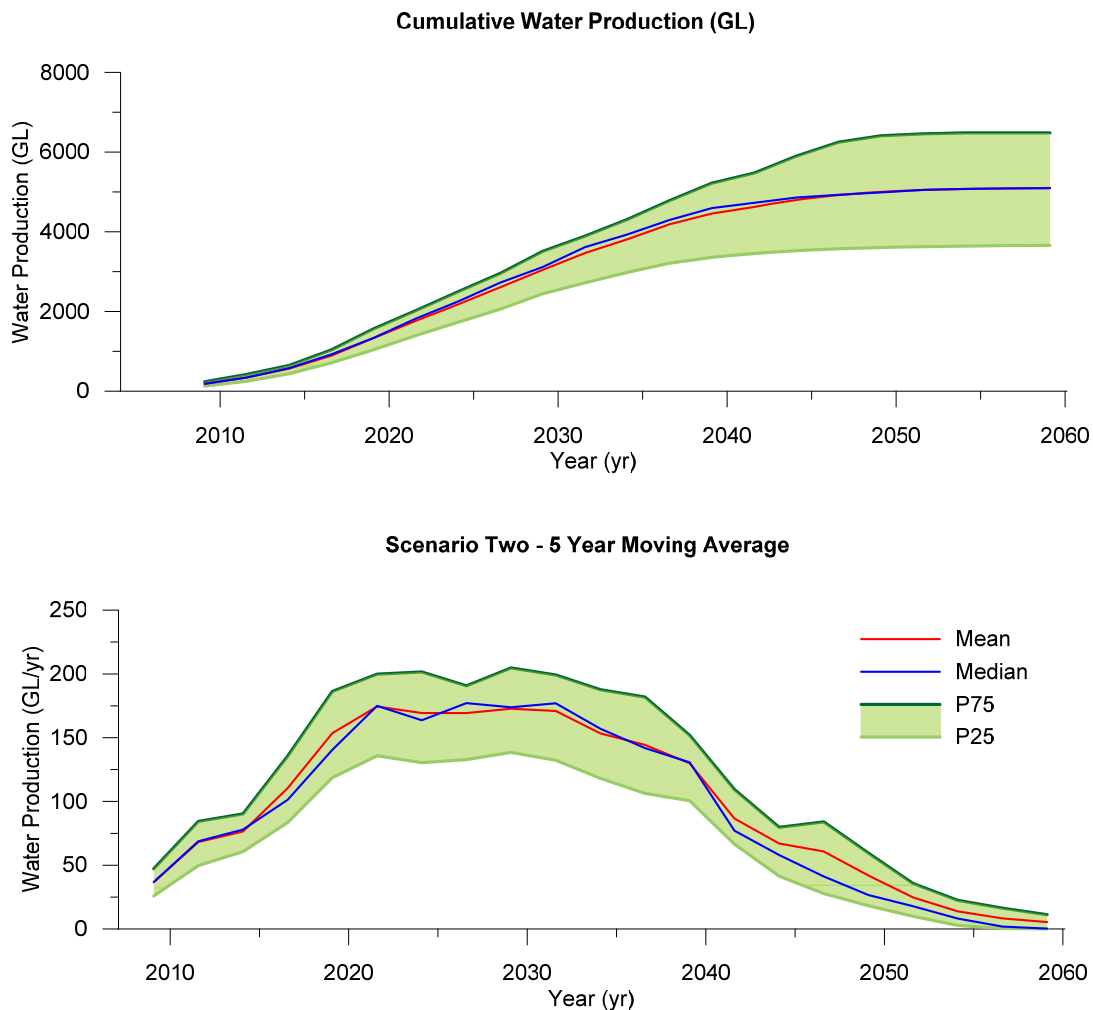 Cumulative Water Production (GL)
8000
6000
4000
2000
0
Water Production (GL)
2010 2020 2030 2040 2050 2060
Year (yr)
Scenario Two - 5 Year Moving Average
250
200
150
100
50
0
Water Production (GL/yr)
Mean
Median
P75
P25
2010 2020 2030 2040 2050 2060
Year (yr)